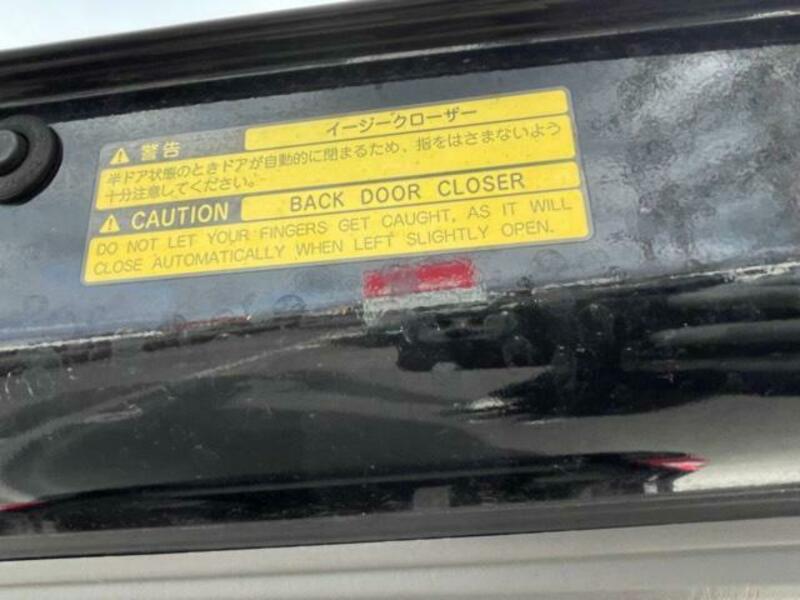 警告 イージークローザー
半ドア状態のときドアが自動的に閉まるため、指をはさまないよう
十分注意してください。
CAUTION BACK DOOR CLOSER
DO NOT LET YOUR FINGERS GET CAUGHT, AS IT WILL
CLOSE AUTOMATICALLY WHEN LEFT SLIGHTLY OPEN.